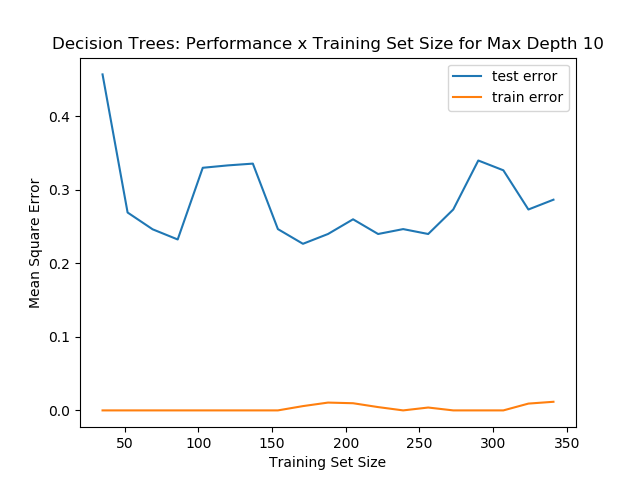 Decision Trees: Performance x Training Set Size for Max Depth 10
test error
train error
0.4
0.3
0.2
0.1
0.0
Mean Square Error
50 100 150 200 250 300 350
Training Set Size